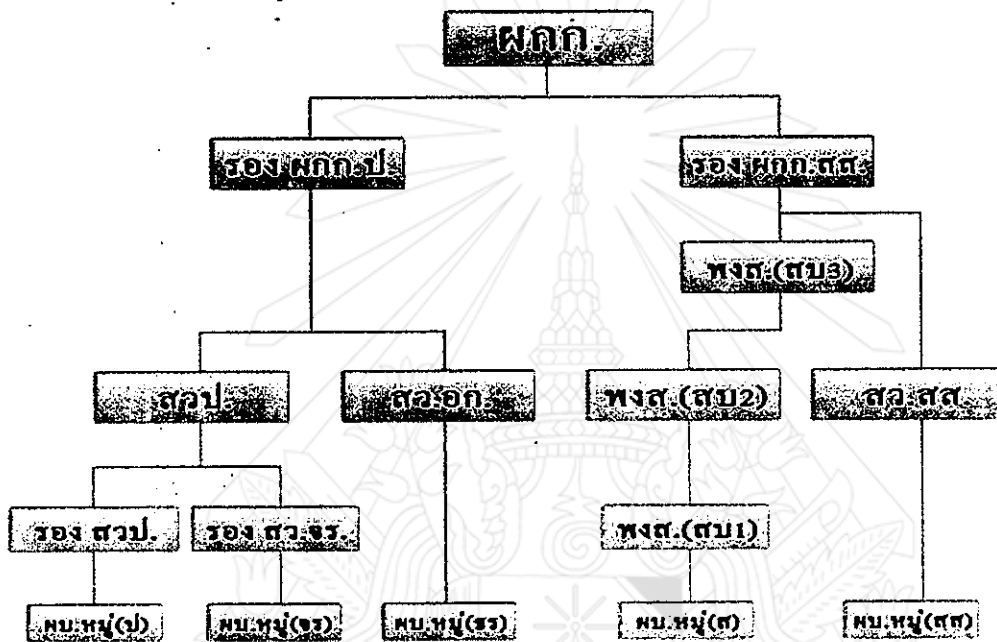 ผกก.
รอง ผกก.ป.
รอง ผกก.สส.
พงส.(สบ3)
สวป.
สว.อก.
พงส.(สบ2)
สว.สส
รอง สวป.
รอง สว.จร.
พงส.(สบ1)
ผบ.หมู่(ป)
ผบ.หมู่(จร)
ผบ.หมู่(ธร)
ผบ.หมู่(ส)
ผบ.หมู่(สส)